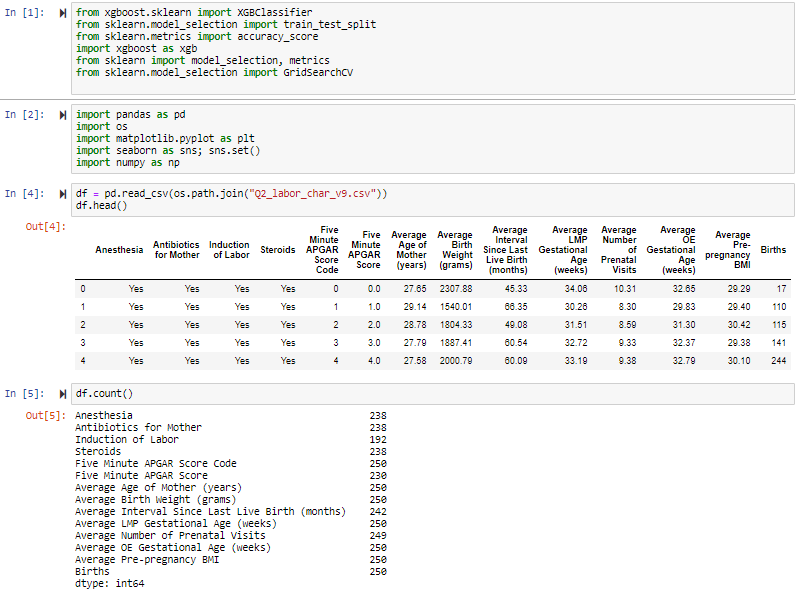 In [1]:
from xgboost.sklearn import XGBClassifier
from sklearn.model_selection import train_test_split
from sklearn.metrics import accuracy_score
import xgboost as xgb
from sklearn import model_selection, metrics
from sklearn.model_selection import GridSearchCV
In [2]:
import pandas as pd
import os
import matplotlib.pyplot as plt
import seaborn as sns; sns.set()
import numpy as np
In [4]:
df = pd.read_csv(os.path.join("Q2_labor_char_v9.csv"))
df.head()
Out[4]:
Anesthesia Antibiotics for Mother Induction of Labor Steroids Five Minute APGAR Score Code Five Minute APGAR Score Average Age of Mother (years) Average Birth Weight (grams) Average Interval Since Last Live Birth (months) Average LMP Gestational Age (weeks) Average Number of Prenatal Visits Average OE Gestational Age (weeks) Average Pre-pregnancy BMI Births
0 Yes Yes Yes Yes 0 0.0 27.65 2307.88 45.33 34.06 10.31 32.65 29.29 17
1 Yes Yes Yes Yes 1 1.0 29.14 1540.01 66.35 30.26 8.30 29.83 29.40 110
2 Yes Yes Yes Yes 2 2.0 28.78 1804.33 49.08 31.51 8.59 31.30 30.42 115
3 Yes Yes Yes Yes 3 3.0 27.79 1887.41 60.54 32.72 9.33 32.37 29.38 141
4 Yes Yes Yes Yes 4 4.0 27.58 2000.79 60.09 33.19 9.38 32.79 30.10 244
In [5]:
df.count()
Out[5]:
Anesthesia 238
Antibiotics for Mother 238
Induction of Labor 192
Steroids 238
Five Minute APGAR Score Code 250
Five Minute APGAR Score 230
Average Age of Mother (years) 250
Average Birth Weight (grams) 250
Average Interval Since Last Live Birth (months) 242
Average LMP Gestational Age (weeks) 250
Average Number of Prenatal Visits 249
Average OE Gestational Age (weeks) 250
Average Pre-pregnancy BMI 250
Births 250
dtype: int64